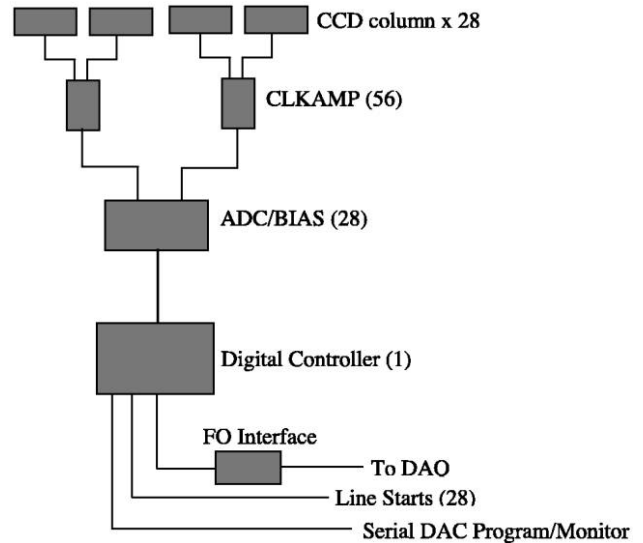 CCD column x 28
CLKAMP (56)
ADC/BIAS (28)
Digital Controller (1)
FO Interface
To DAQ
Line Starts (28)
Serial DAC Program/Monitor